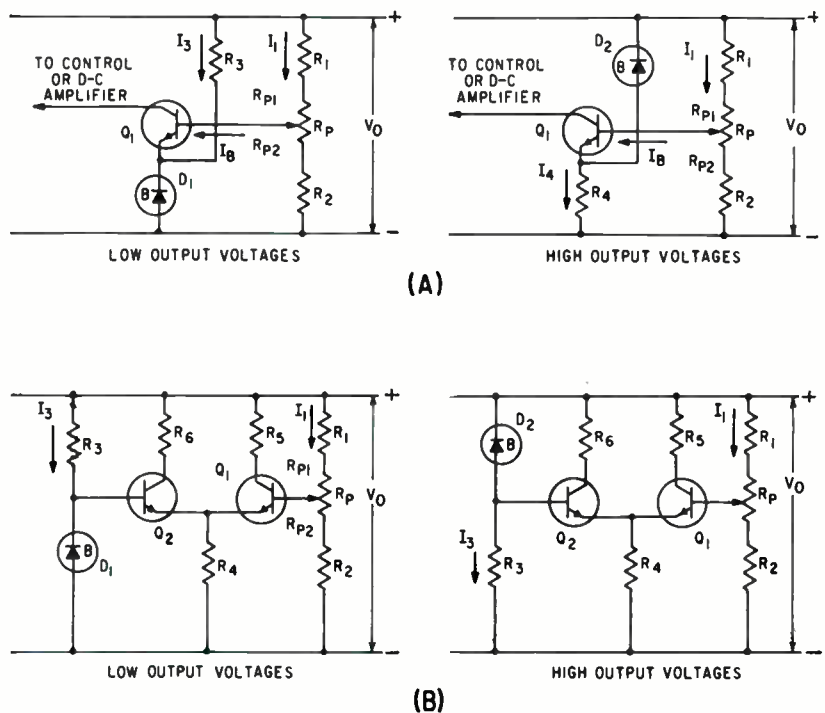 I3 R3 I1 R1 +
TO CONTROL
OR D-C
AMPLIFIER
RP1 RP VO
Q1 IB RP2
B D1 R2
-
LOW OUTPUT VOLTAGES
D2 B I1 R1 +
TO CONTROL
OR D-C
AMPLIFIER
RP1 RP VO
Q1 IB RP2
I4 R4 R2
-
HIGH OUTPUT VOLTAGES
(A)
I3 R3 R6 R5 I1 R1 +
Q1 RP1 RP VO
Q2 RP2
B D1 R4 R2
-
LOW OUTPUT VOLTAGES
D2 B R6 R5 I1 R1 +
RP VO
Q2 Q1
I3 R3 R4 R2
-
HIGH OUTPUT VOLTAGES
(B)